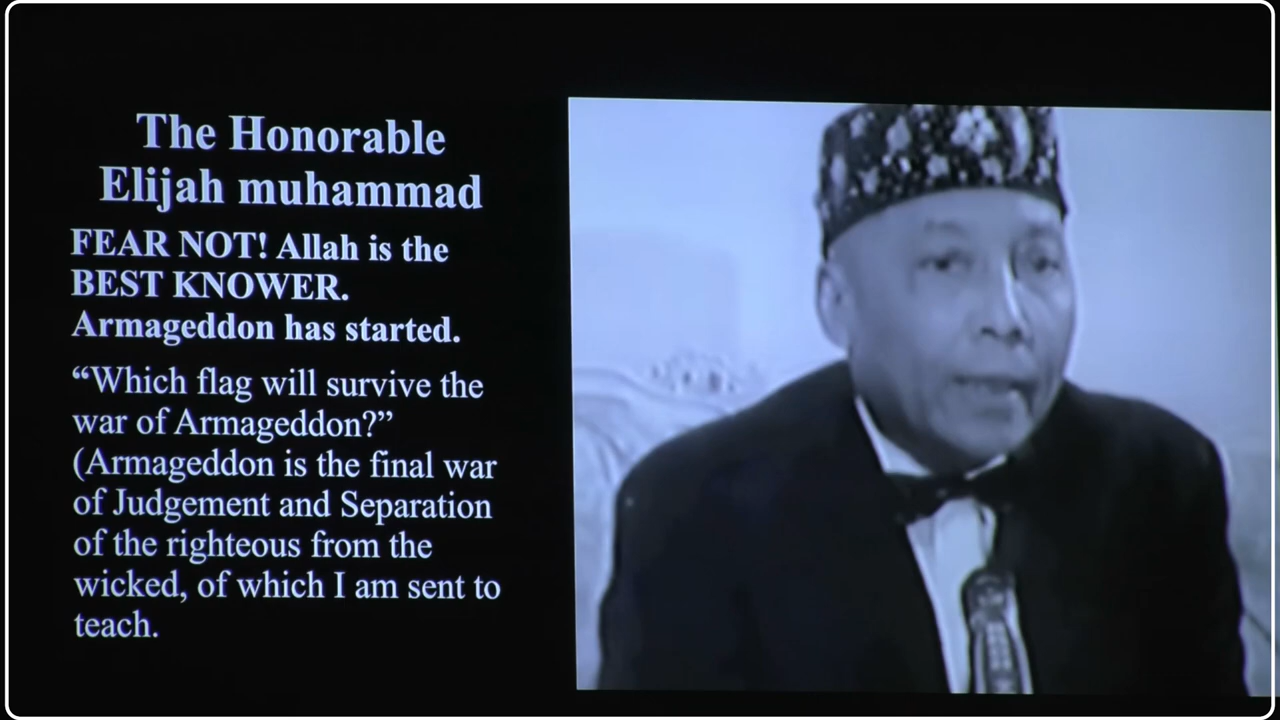 The Honorable
Elijah muhammad
FEAR NOT! Allah is the
BEST KNOWER.
Armageddon has started.
“Which flag will survive the
war of Armageddon?”
(Armageddon is the final war
of Judgement and Separation
of the righteous from the
wicked, of which I am sent to
teach.